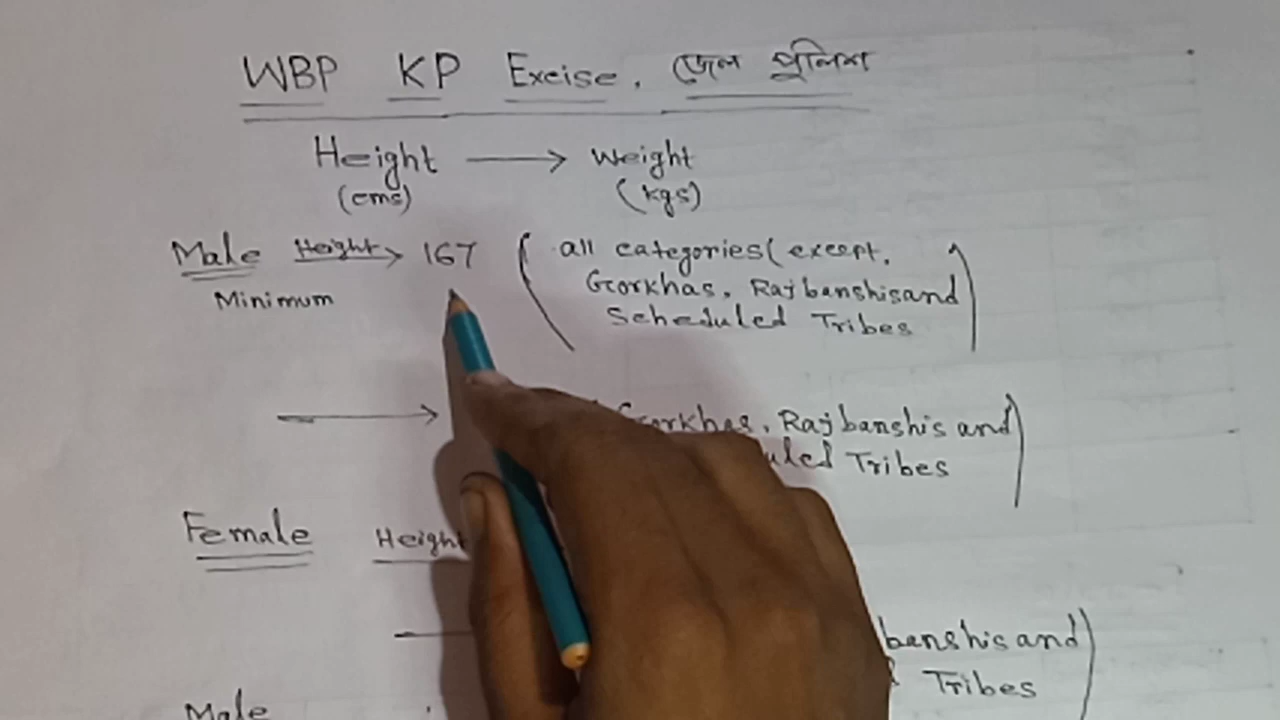 WBP KP Excise, জেল পুলিশ
Height → Weight
(cms) (kgs)
Male Height → 167 ( all categories (except,
Minimum Gorkhas, Rajbanshis and
Scheduled Tribes )
→ Gorkhas, Rajbanshis and
Tribes )
Female Height
→ banshis and
Tribes )
Male